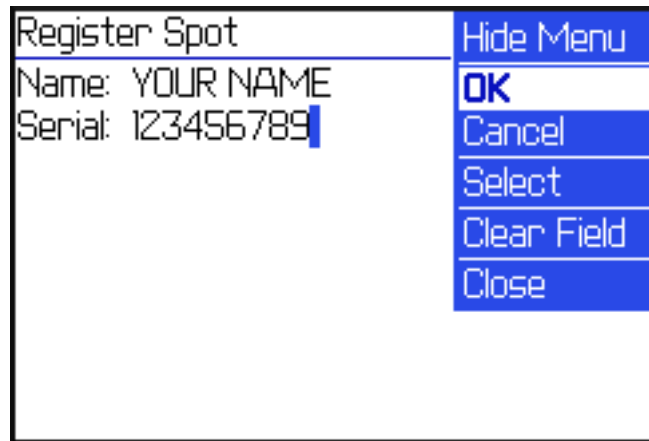 Register Spot
Name: YOUR NAME
Serial: 123456789
Hide Menu
OK
Cancel
Select
Clear Field
Close